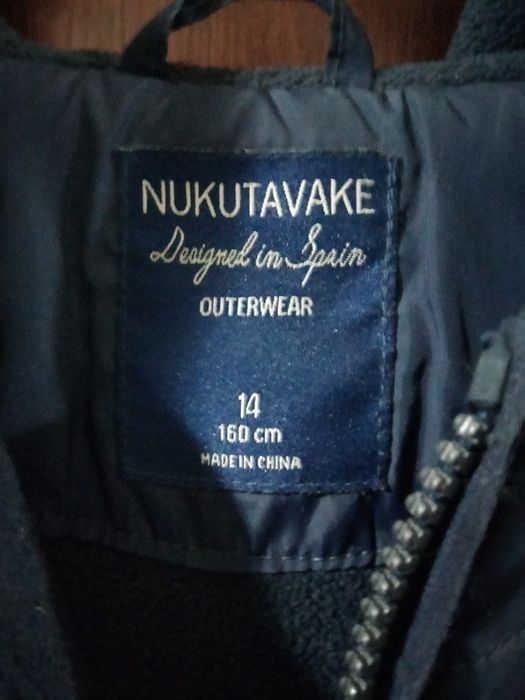 NUKUTAVAKE
Designed in Spain
OUTERWEAR
14
160 cm
MADE IN CHINA